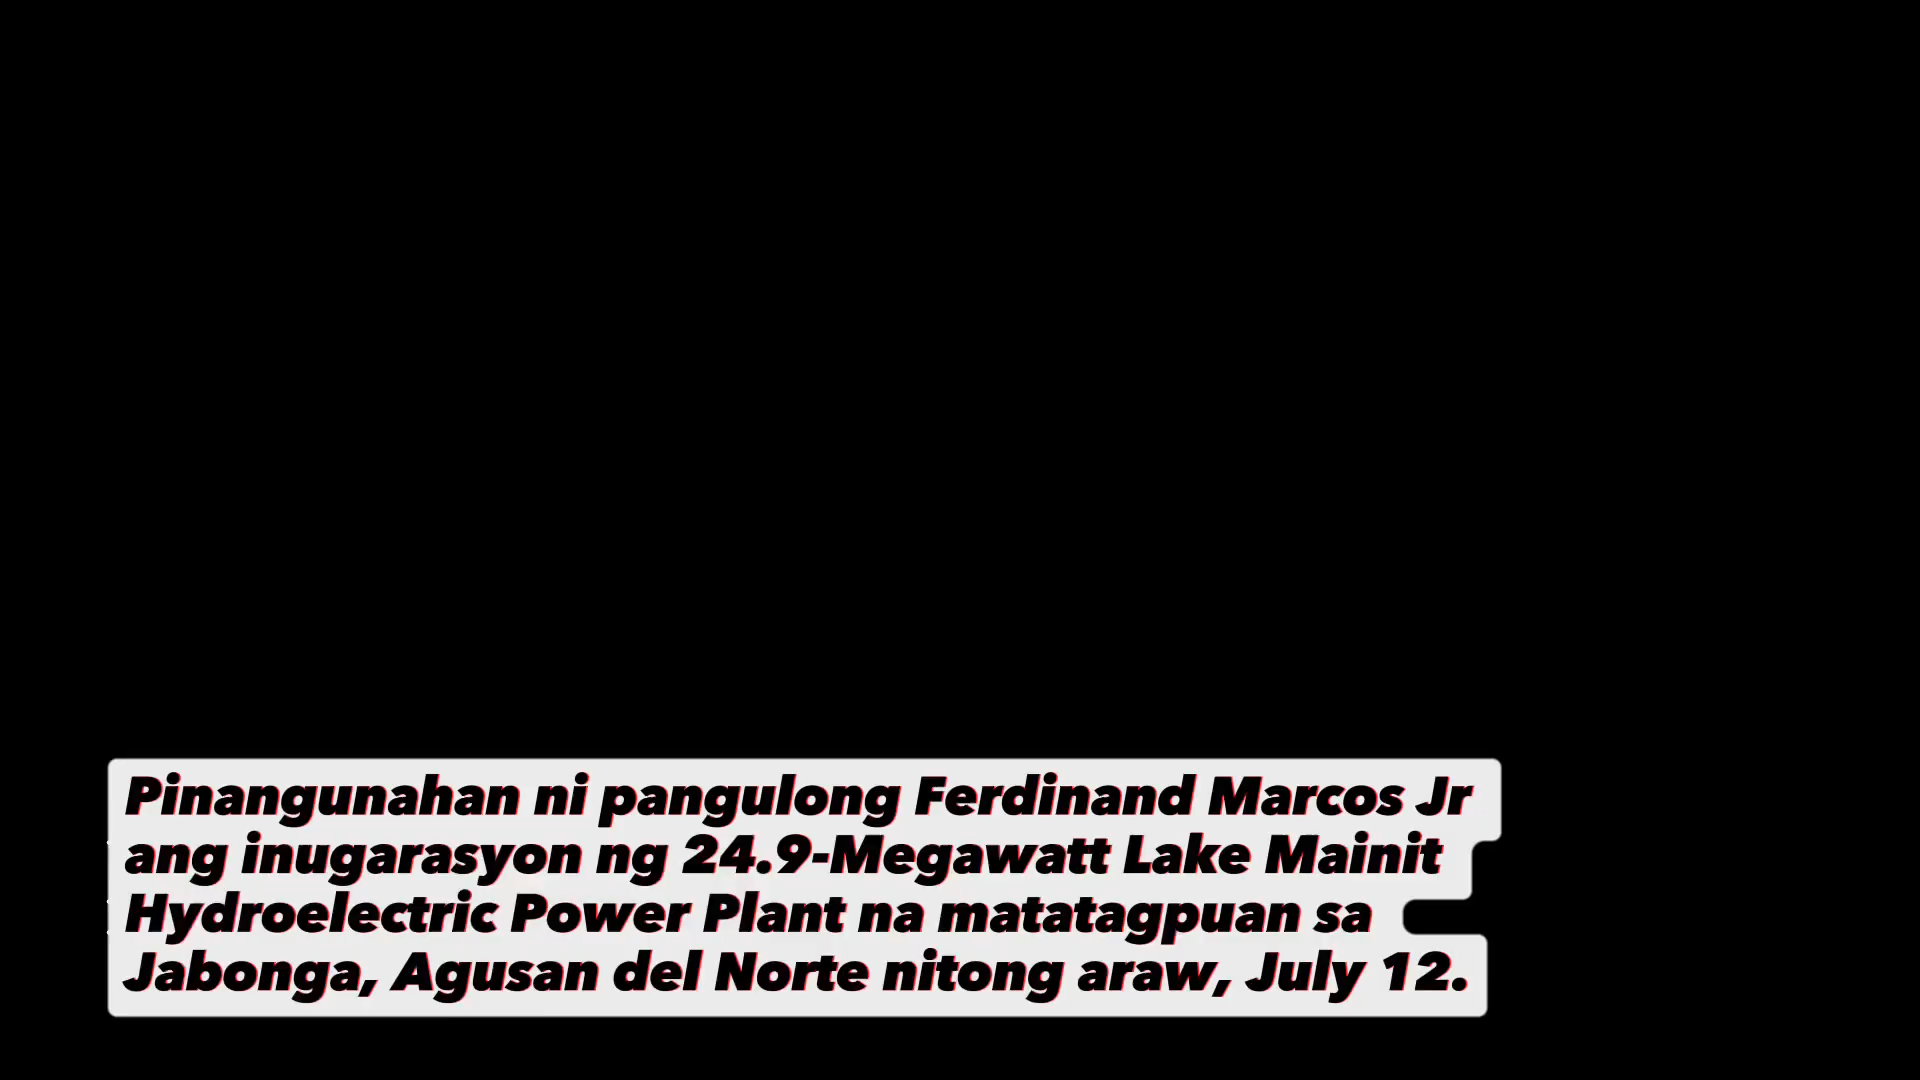 Pinangunahan ni pangulong Ferdinand Marcos Jr
ang inugarasyon ng 24.9-Megawatt Lake Mainit
Hydroelectric Power Plant na matatagpuan sa
Jabonga, Agusan del Norte nitong araw, July 12.